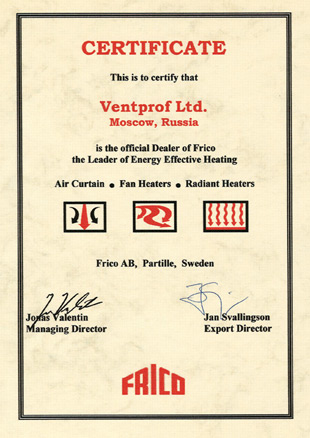 CERTIFICATE
This is to certify that
Ventprof Ltd.
Moscow, Russia
is the official Dealer of Frico
the Leader of Energy Effective Heating
Air Curtain • Fan Heaters • Radiant Heaters
Frico AB, Partille, Sweden
Jonas Valentin
Managing Director
Jan Svallingson
Export Director
FRICO